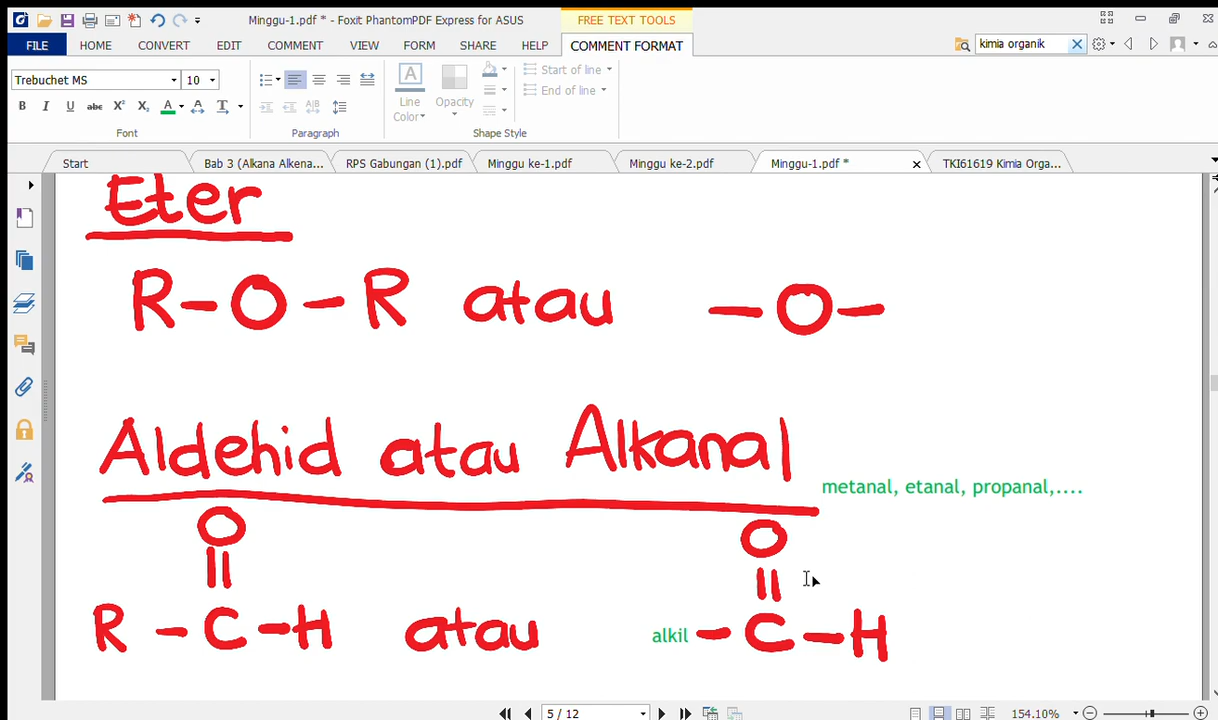 Minggu-1.pdf * - Foxit PhantomPDF Express for ASUS
FREE TEXT TOOLS
FILE HOME CONVERT EDIT COMMENT VIEW FORM SHARE HELP COMMENT FORMAT
kimia organik
Trebuchet MS 10
Start of line
End of line
B I U abc X² X₂ A A T
Line Color
Opacity
Font Paragraph Shape Style
Start Bab 3 (Alkana Alkena... RPS Gabungan (1).pdf Minggu ke-1.pdf Minggu ke-2.pdf Minggu-1.pdf * TKI61619 Kimia Orga...
Eter
R-O-R atau -O-
Aldehid atau Alkanal
metanal, etanal, propanal,....
O O
|| ||
R-C-H atau alkil -C-H
5 / 12 154.10%